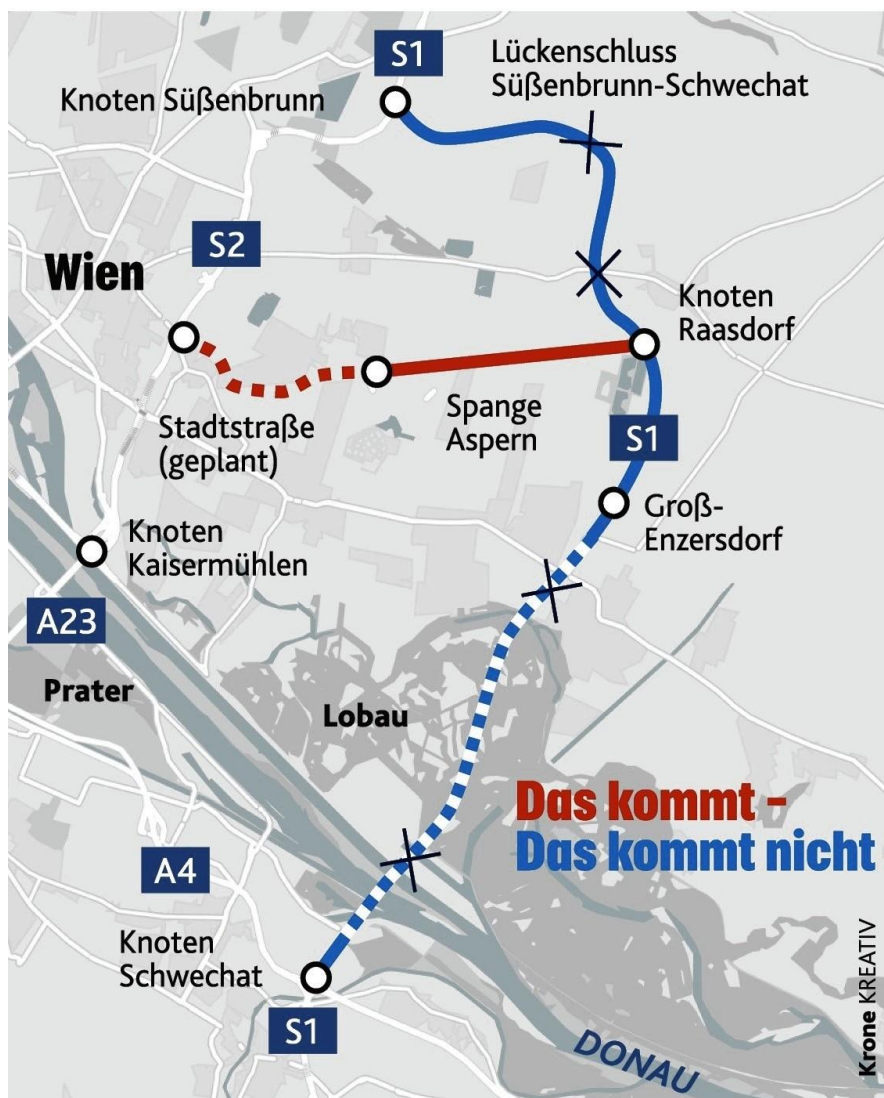 S1
Lückenschluss
Süßenbrunn-Schwechat
Knoten Süßenbrunn
S2
Wien
Knoten
Raasdorf
Stadtstraße
(geplant)
Spange
Aspern
S1
Groß-
Enzersdorf
Knoten
Kaisermühlen
A23
Prater
Lobau
Das kommt –
Das kommt nicht
A4
Knoten
Schwechat
S1
DONAU
Krone KREATIV